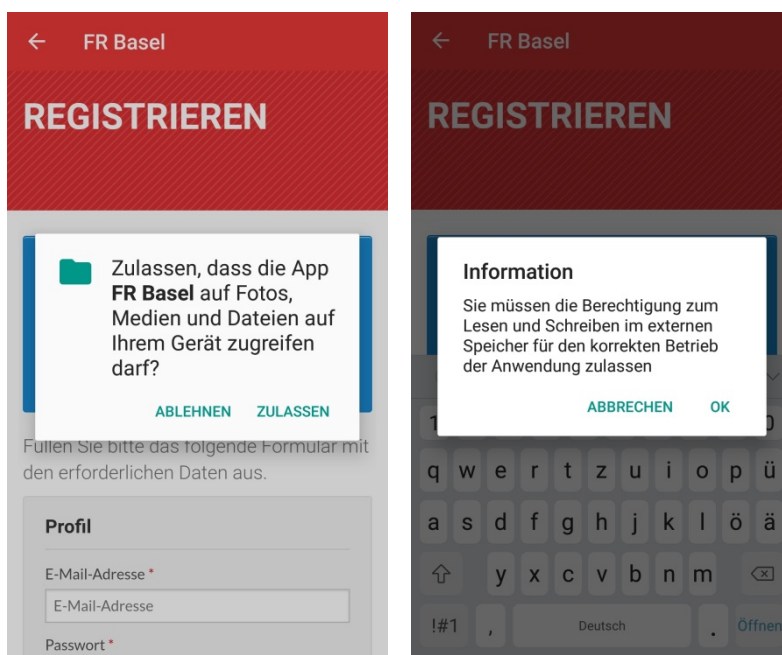 ← FR Basel
REGISTRIEREN
Zulassen, dass die App
FR Basel auf Fotos,
Medien und Dateien auf
Ihrem Gerät zugreifen
darf?
ABLEHNEN ZULASSEN
Füllen Sie bitte das folgende Formular mit
den erforderlichen Daten aus.
Profil
E-Mail-Adresse *
E-Mail-Adresse
Passwort *
← FR Basel
REGISTRIEREN
Information
Sie müssen die Berechtigung zum
Lesen und Schreiben im externen
Speicher für den korrekten Betrieb
der Anwendung zulassen
ABBRECHEN OK
q w e r t z u i o p ü
a s d f g h j k l ö ä
y x c v b n m
!#1 , Deutsch . Öffnen